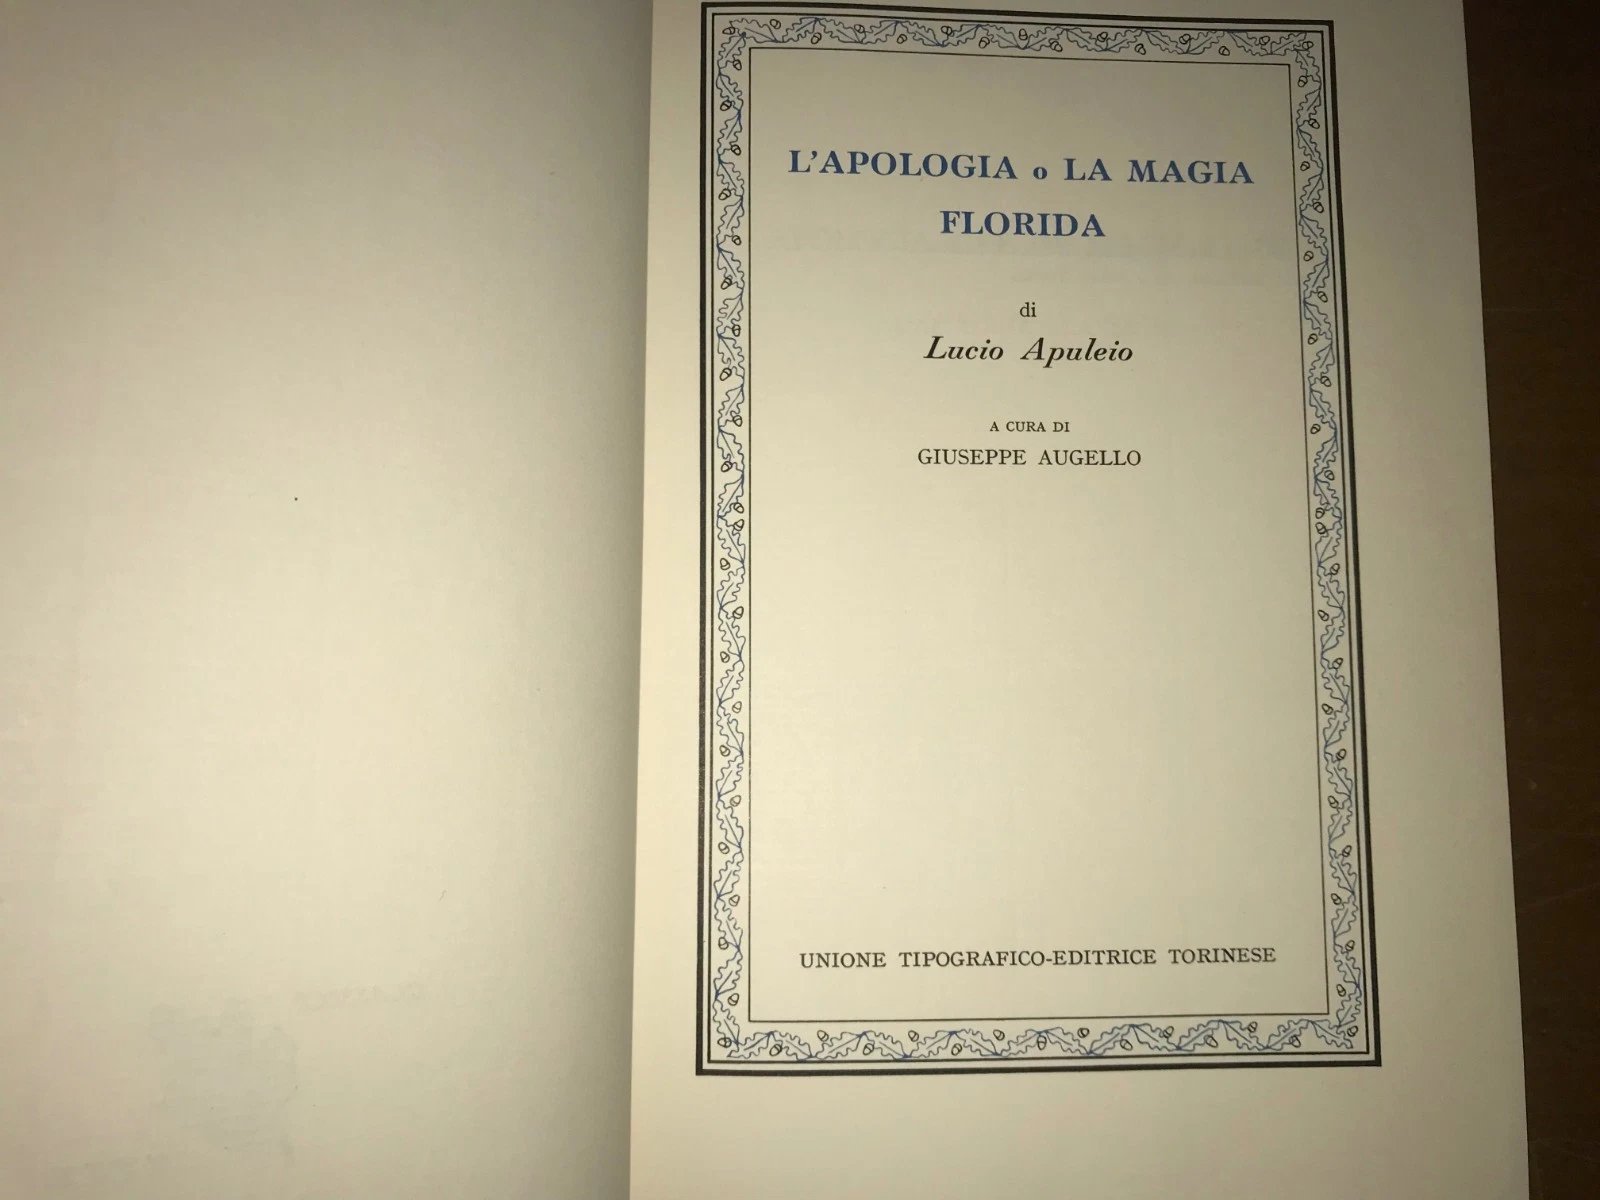 L'APOLOGIA o LA MAGIA
FLORIDA
di
Lucio Apuleio
A CURA DI
GIUSEPPE AUGELLO
UNIONE TIPOGRAFICO-EDITRICE TORINESE